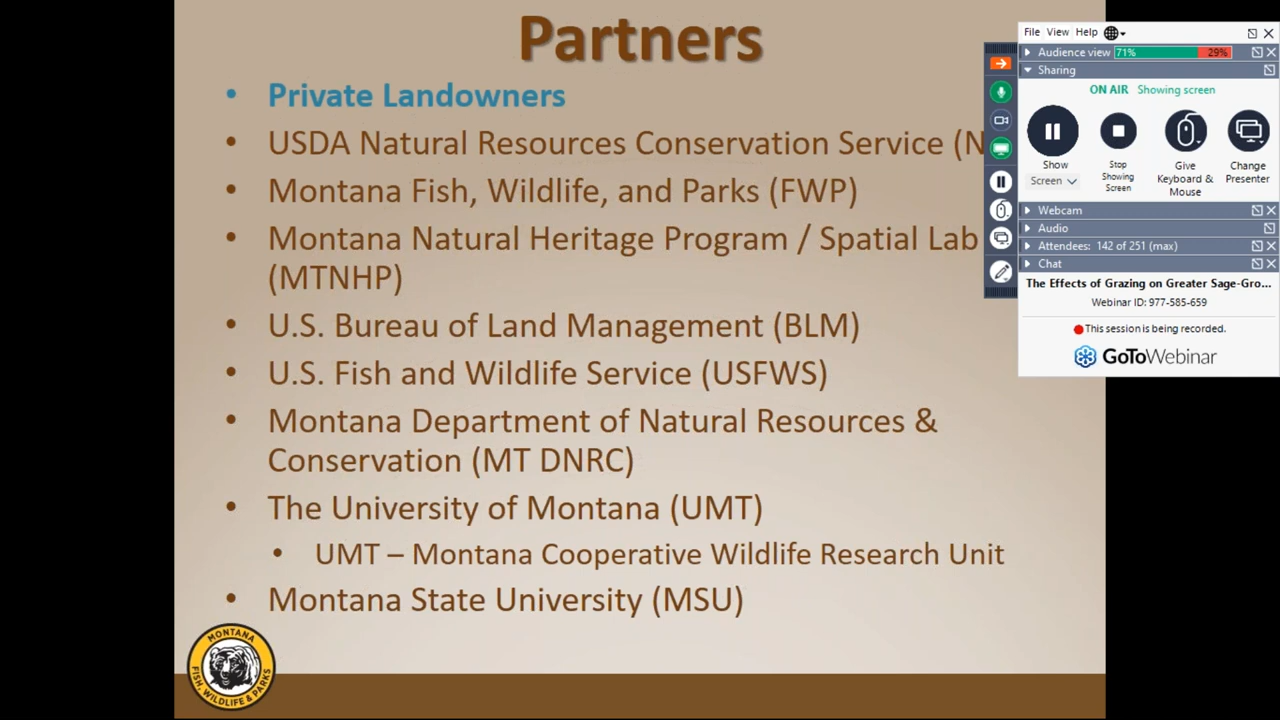 Partners
• Private Landowners
• USDA Natural Resources Conservation Service (N
• Montana Fish, Wildlife, and Parks (FWP)
• Montana Natural Heritage Program / Spatial Lab
(MTNHP)
• U.S. Bureau of Land Management (BLM)
• U.S. Fish and Wildlife Service (USFWS)
• Montana Department of Natural Resources &
Conservation (MT DNRC)
• The University of Montana (UMT)
• UMT – Montana Cooperative Wildlife Research Unit
• Montana State University (MSU)
MONTANA
FISH, WILDLIFE & PARKS
File View Help
Audience view 71% 29%
Sharing
ON AIR Showing screen
Show
Screen
Stop
Showing
Screen
Give
Keyboard &
Mouse
Change
Presenter
Webcam
Audio
Attendees: 142 of 251 (max)
Chat
The Effects of Grazing on Greater Sage-Gro...
Webinar ID: 977-585-659
This session is being recorded.
GoToWebinar